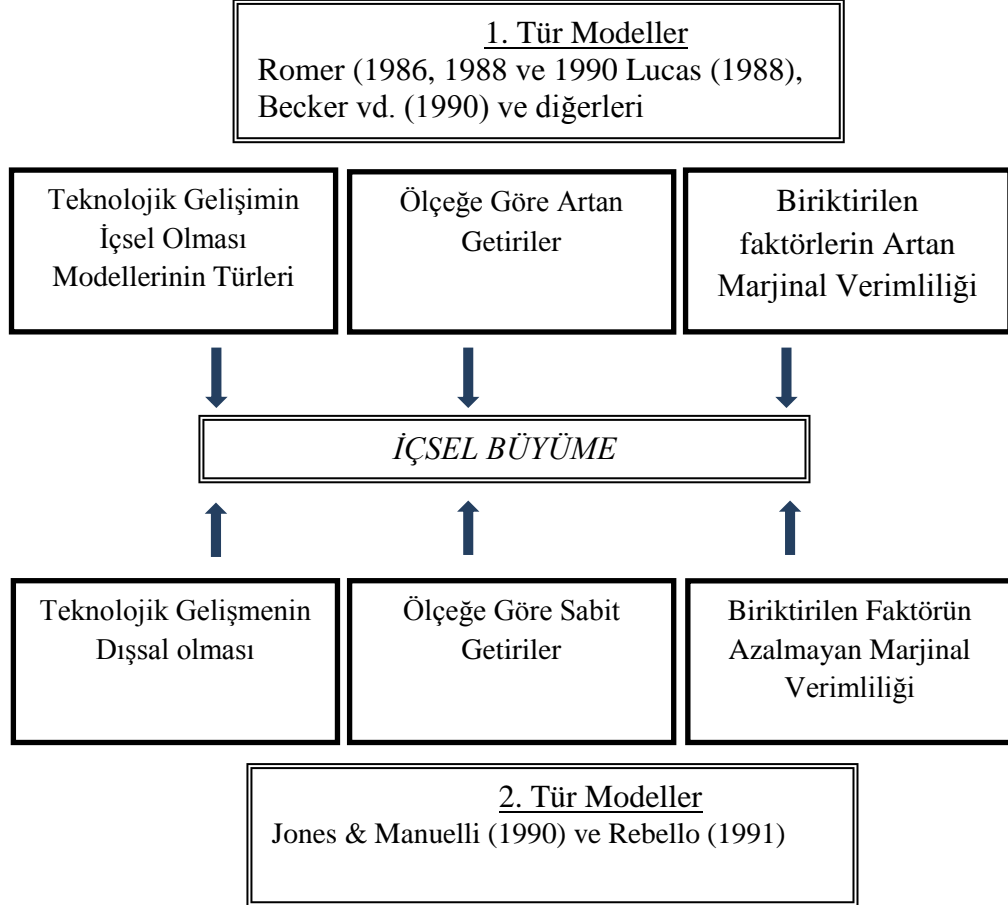 1. Tür Modeller
Romer (1986, 1988 ve 1990 Lucas (1988),
Becker vd. (1990) ve diğerleri
Teknolojik Gelişimin
İçsel Olması
Modellerinin Türleri
Ölçeğe Göre Artan
Getiriler
Biriktirilen
faktörlerin Artan
Marjinal Verimliliği
İÇSEL BÜYÜME
Teknolojik Gelişmenin
Dışsal olması
Ölçeğe Göre Sabit
Getiriler
Biriktirilen Faktörün
Azalmayan Marjinal
Verimliliği
2. Tür Modeller
Jones & Manuelli (1990) ve Rebello (1991)